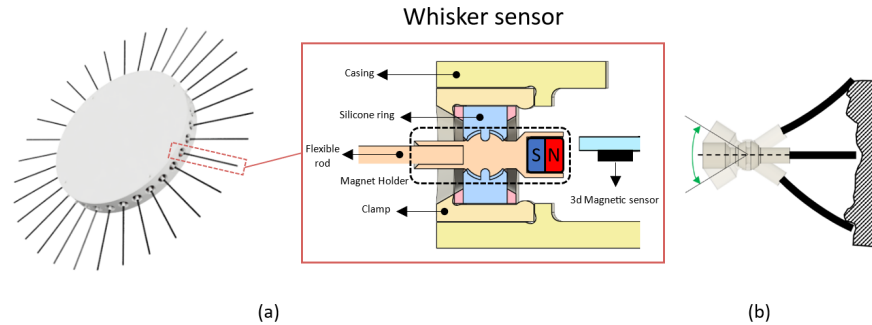 Whisker sensor
Casing
Silicone ring
Flexible
rod
Magnet Holder
Clamp
S N
3d Magnetic sensor
(a)
(b)